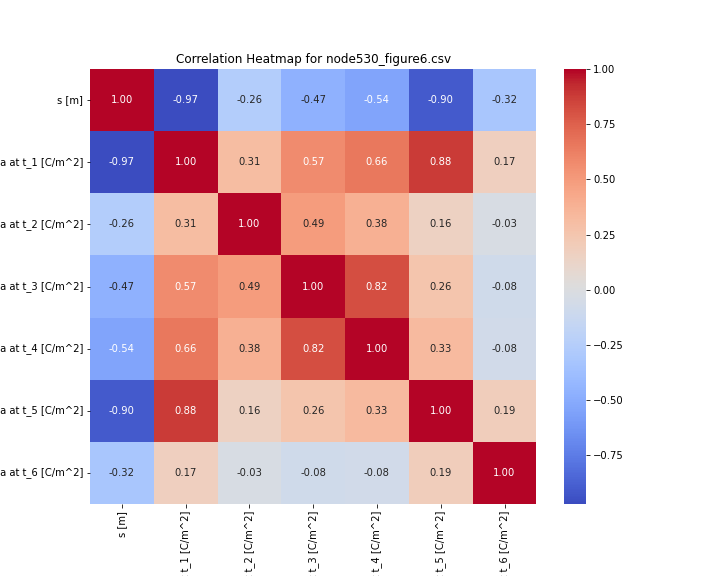 Correlation Heatmap for node530_figure6.csv
s [m] 1.00 -0.97 -0.26 -0.47 -0.54 -0.90 -0.32
a at t_1 [C/m^2] -0.97 1.00 0.31 0.57 0.66 0.88 0.17
a at t_2 [C/m^2] -0.26 0.31 1.00 0.49 0.38 0.16 -0.03
a at t_3 [C/m^2] -0.47 0.57 0.49 1.00 0.82 0.26 -0.08
a at t_4 [C/m^2] -0.54 0.66 0.38 0.82 1.00 0.33 -0.08
a at t_5 [C/m^2] -0.90 0.88 0.16 0.26 0.33 1.00 0.19
a at t_6 [C/m^2] -0.32 0.17 -0.03 -0.08 -0.08 0.19 1.00
s [m]
t_1 [C/m^2]
t_2 [C/m^2]
t_3 [C/m^2]
t_4 [C/m^2]
t_5 [C/m^2]
t_6 [C/m^2]
1.00
0.75
0.50
0.25
0.00
−0.25
−0.50
−0.75